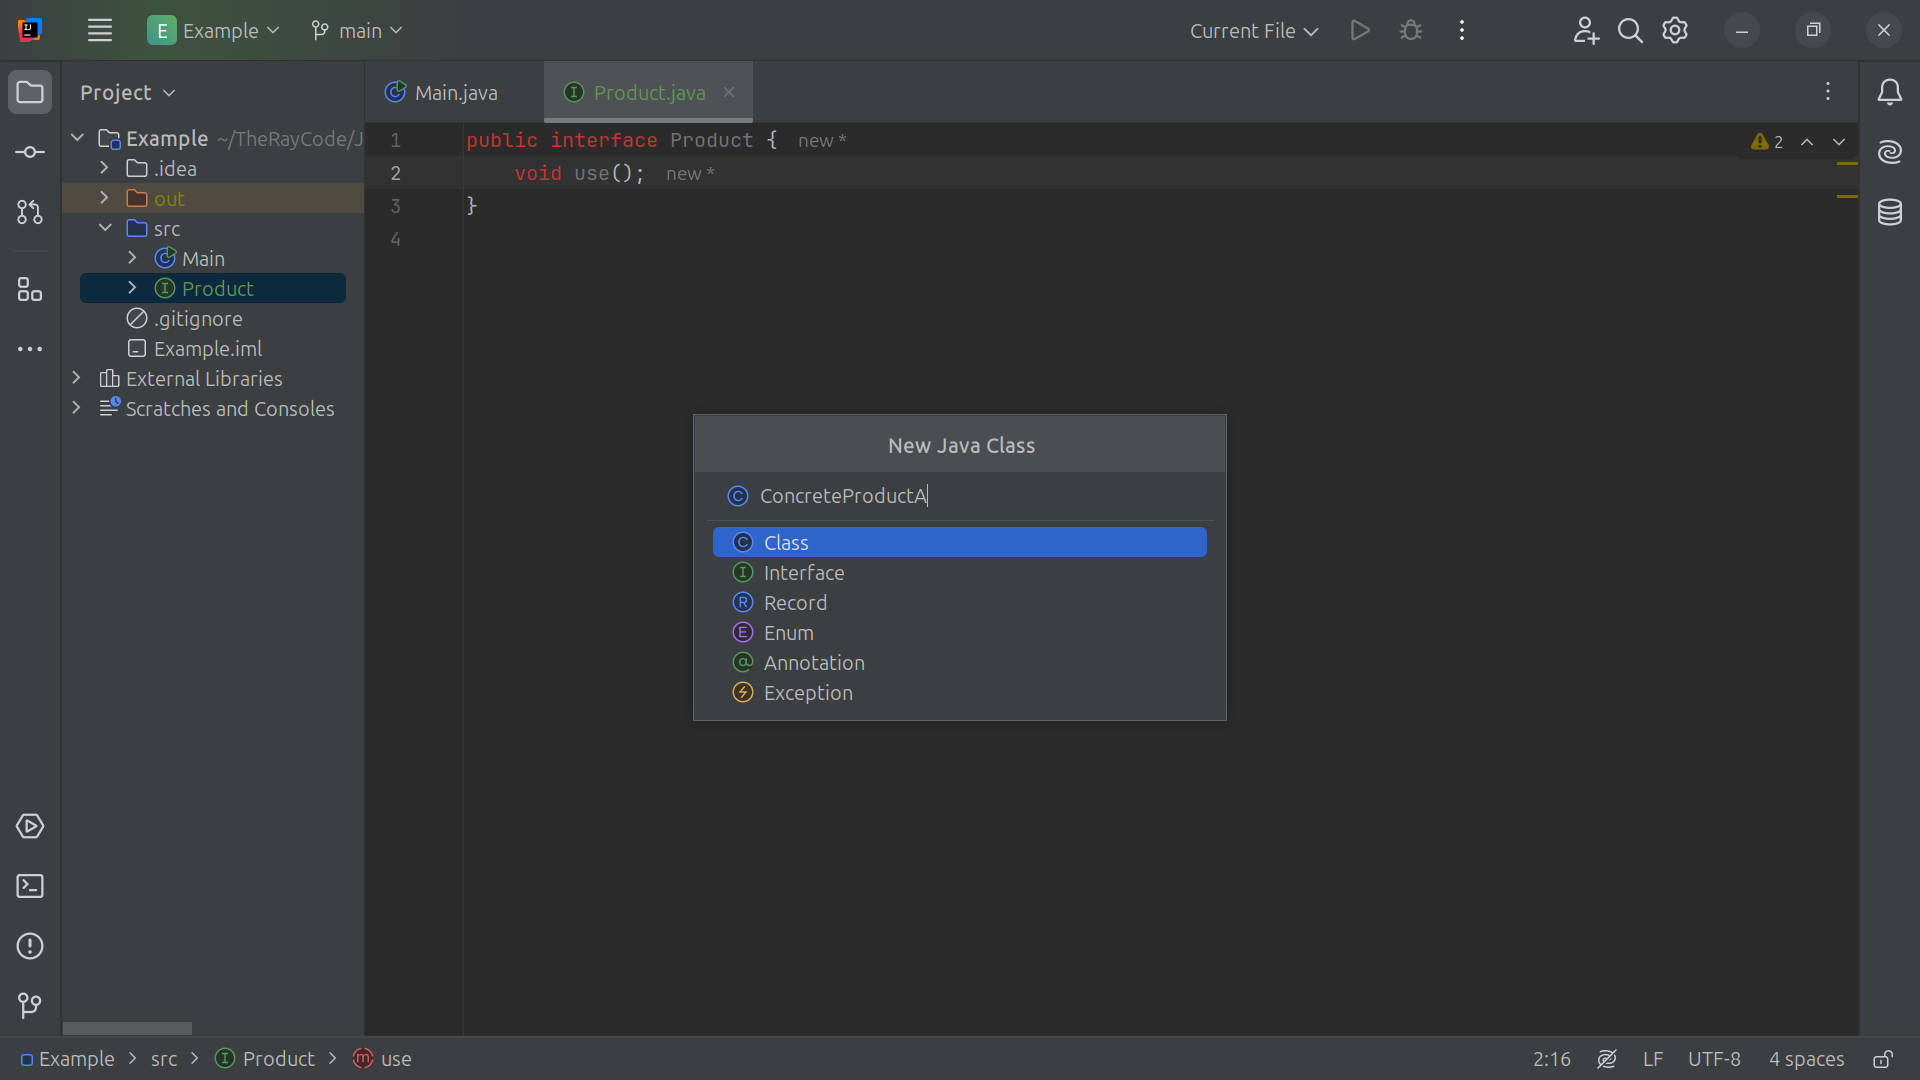 E Example main Current File
Project
Main.java
Product.java
Example ~/TheRayCode/J
.idea
out
src
Main
Product
.gitignore
Example.iml
External Libraries
Scratches and Consoles
1 public interface Product { new *
2 void use(); new *
3 }
4
2
New Java Class
ConcreteProductA
Class
Interface
Record
Enum
Annotation
Exception
Example src Product use
2:16 LF UTF-8 4 spaces